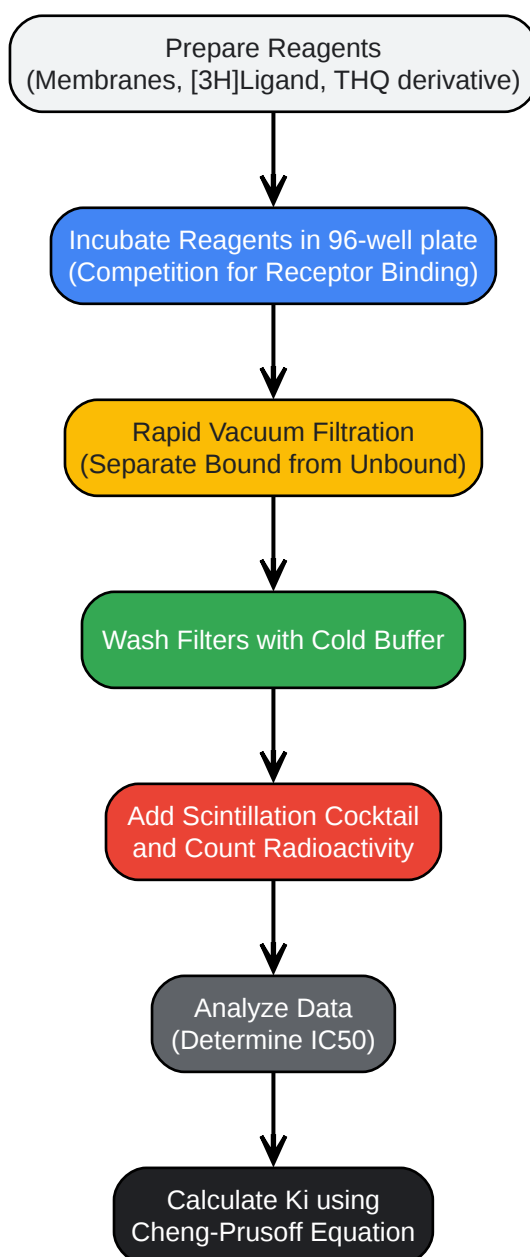 Prepare Reagents
(Membranes, [3H]Ligand, THQ derivative)
Incubate Reagents in 96-well plate
(Competition for Receptor Binding)
Rapid Vacuum Filtration
(Separate Bound from Unbound)
Wash Filters with Cold Buffer
Add Scintillation Cocktail
and Count Radioactivity
Analyze Data
(Determine IC50)
Calculate Ki using
Cheng-Prusoff Equation